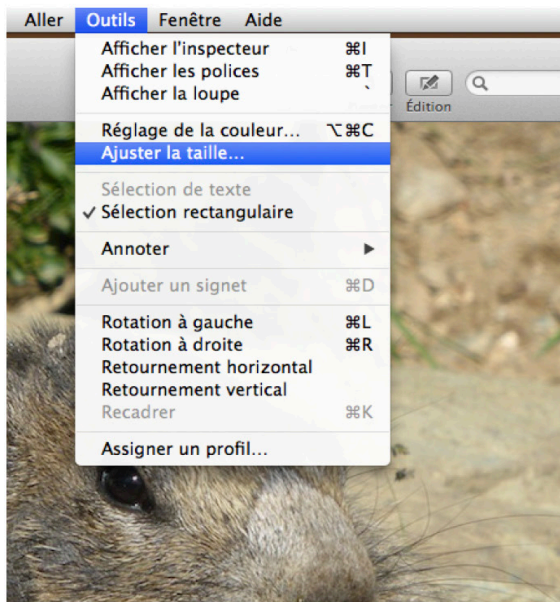 Aller Outils Fenêtre Aide
Afficher l'inspecteur ⌘I
Afficher les polices ⌘T
Afficher la loupe `
Édition
Réglage de la couleur... ⌥⌘C
Ajuster la taille...
Sélection de texte
✓ Sélection rectangulaire
Annoter ▶
Ajouter un signet ⌘D
Rotation à gauche ⌘L
Rotation à droite ⌘R
Retournement horizontal
Retournement vertical
Recadrer ⌘K
Assigner un profil...